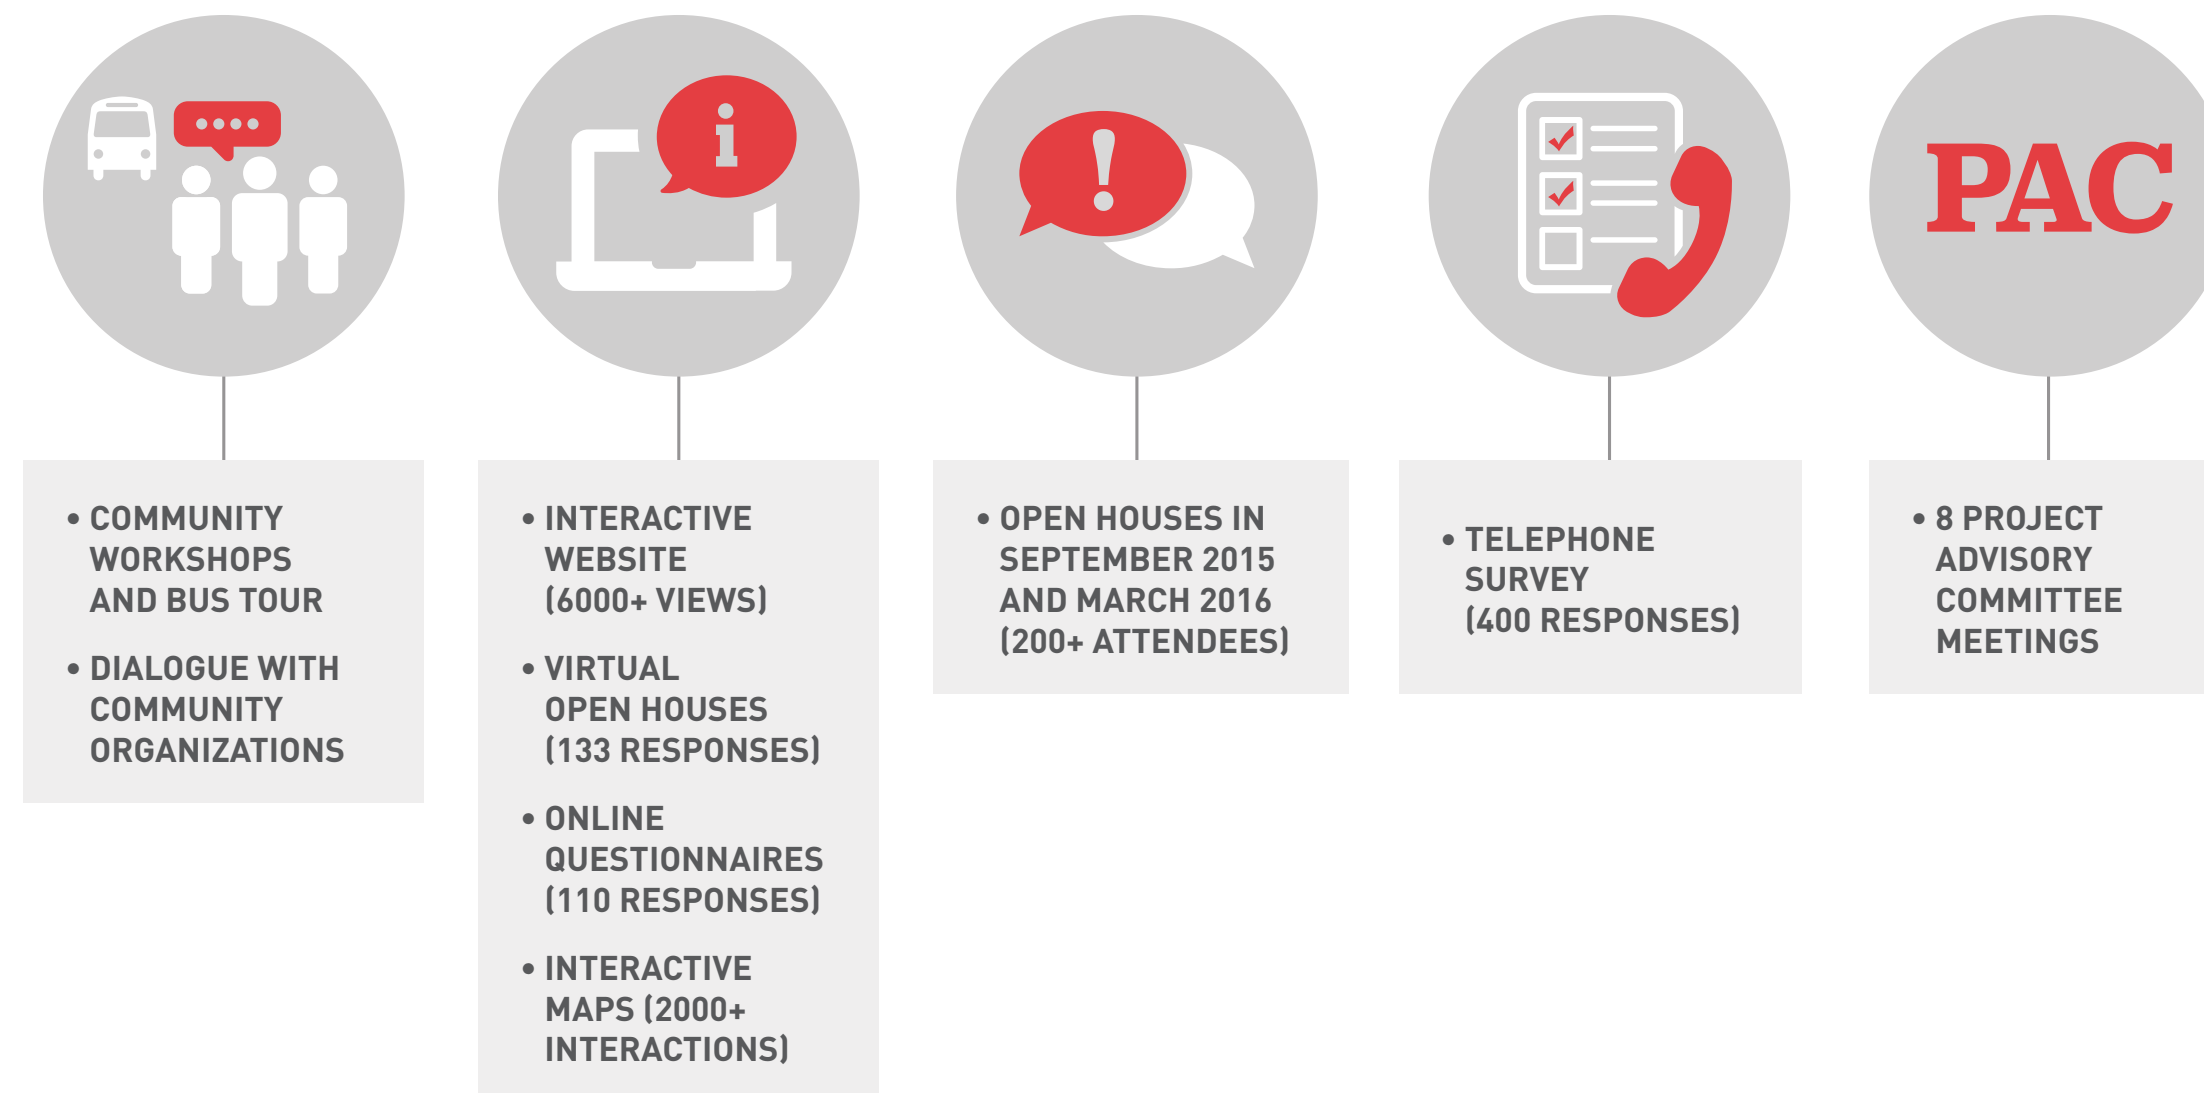 PAC
• COMMUNITY
WORKSHOPS
AND BUS TOUR
• DIALOGUE WITH
COMMUNITY
ORGANIZATIONS
• INTERACTIVE
WEBSITE
(6000+ VIEWS)
• VIRTUAL
OPEN HOUSES
(133 RESPONSES)
• ONLINE
QUESTIONNAIRES
(110 RESPONSES)
• INTERACTIVE
MAPS (2000+
INTERACTIONS)
• OPEN HOUSES IN
SEPTEMBER 2015
AND MARCH 2016
(200+ ATTENDEES)
• TELEPHONE
SURVEY
(400 RESPONSES)
• 8 PROJECT
ADVISORY
COMMITTEE
MEETINGS